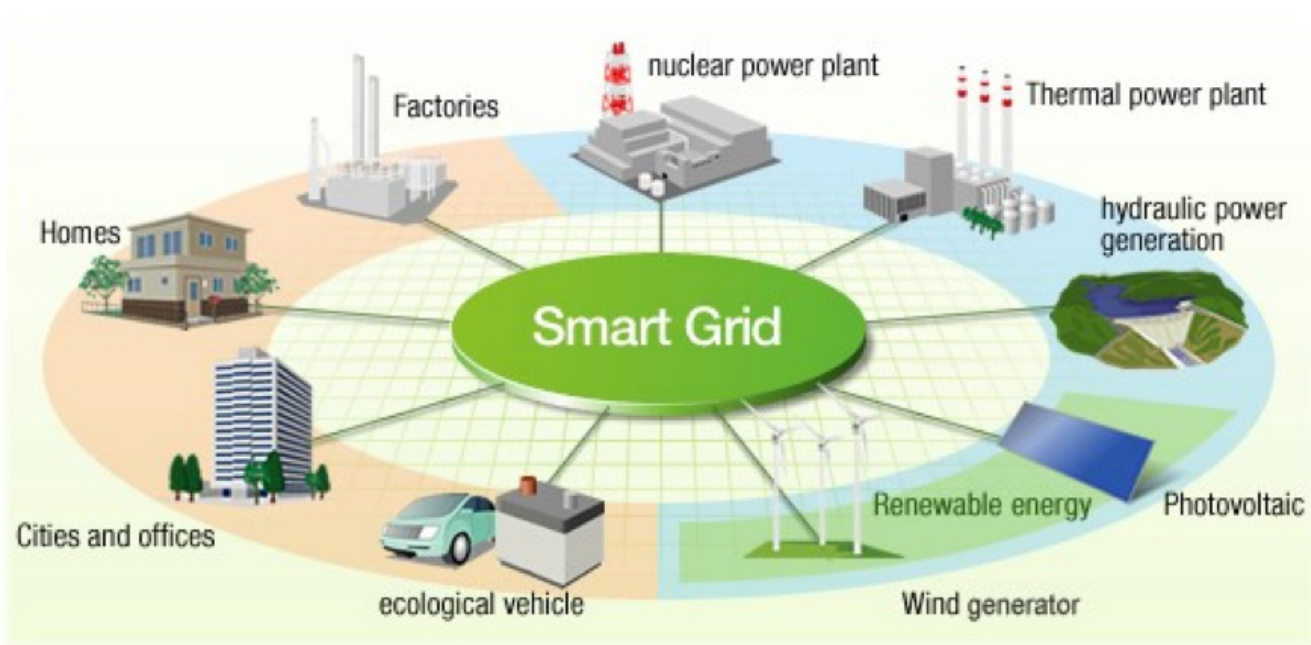 nuclear power plant
Factories
Thermal power plant
Homes
hydraulic power
generation
Smart Grid
Renewable energy
Photovoltaic
Cities and offices
ecological vehicle
Wind generator